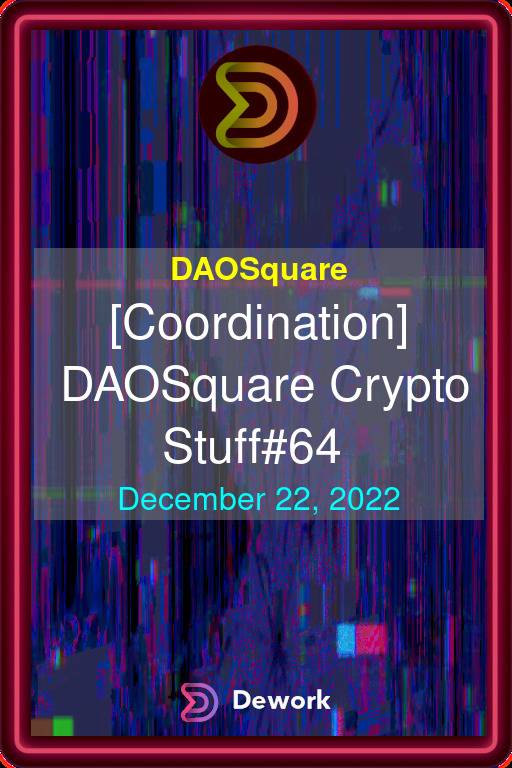 DAOSquare
[Coordination]
DAOSquare Crypto
Stuff#64
December 22, 2022
Dework